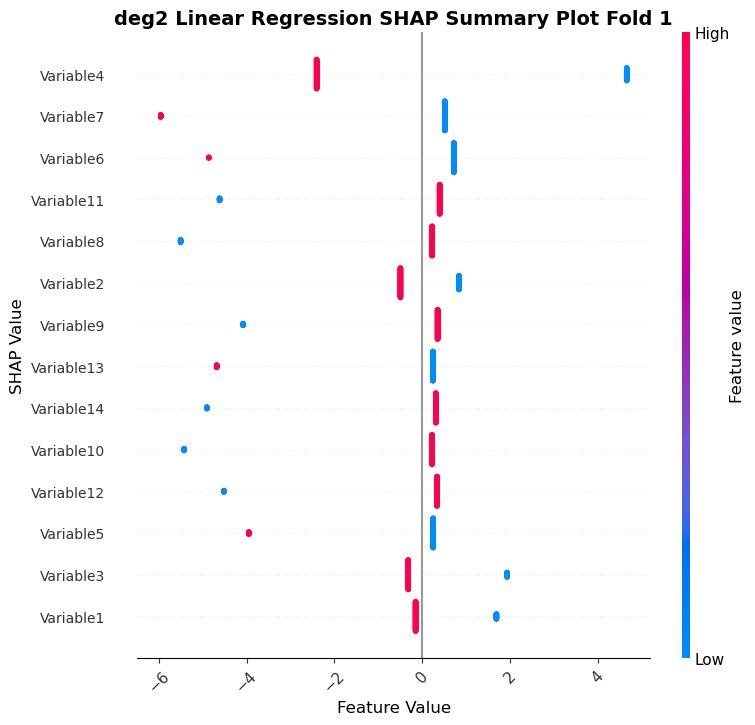 deg2 Linear Regression SHAP Summary Plot Fold 1
High
Variable4
Variable7
Variable6
Variable11
Variable8
Variable2
Variable9
Variable13
Variable14
Variable10
Variable12
Variable5
Variable3
Variable1
SHAP Value
Feature value
Low
−6 −4 −2 0 2 4
Feature Value